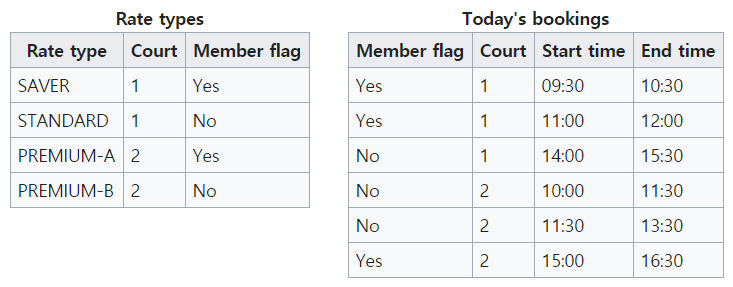 Rate types
Rate type Court Member flag
SAVER 1 Yes
STANDARD 1 No
PREMIUM-A 2 Yes
PREMIUM-B 2 No
Today's bookings
Member flag Court Start time End time
Yes 1 09:30 10:30
Yes 1 11:00 12:00
No 1 14:00 15:30
No 2 10:00 11:30
No 2 11:30 13:30
Yes 2 15:00 16:30